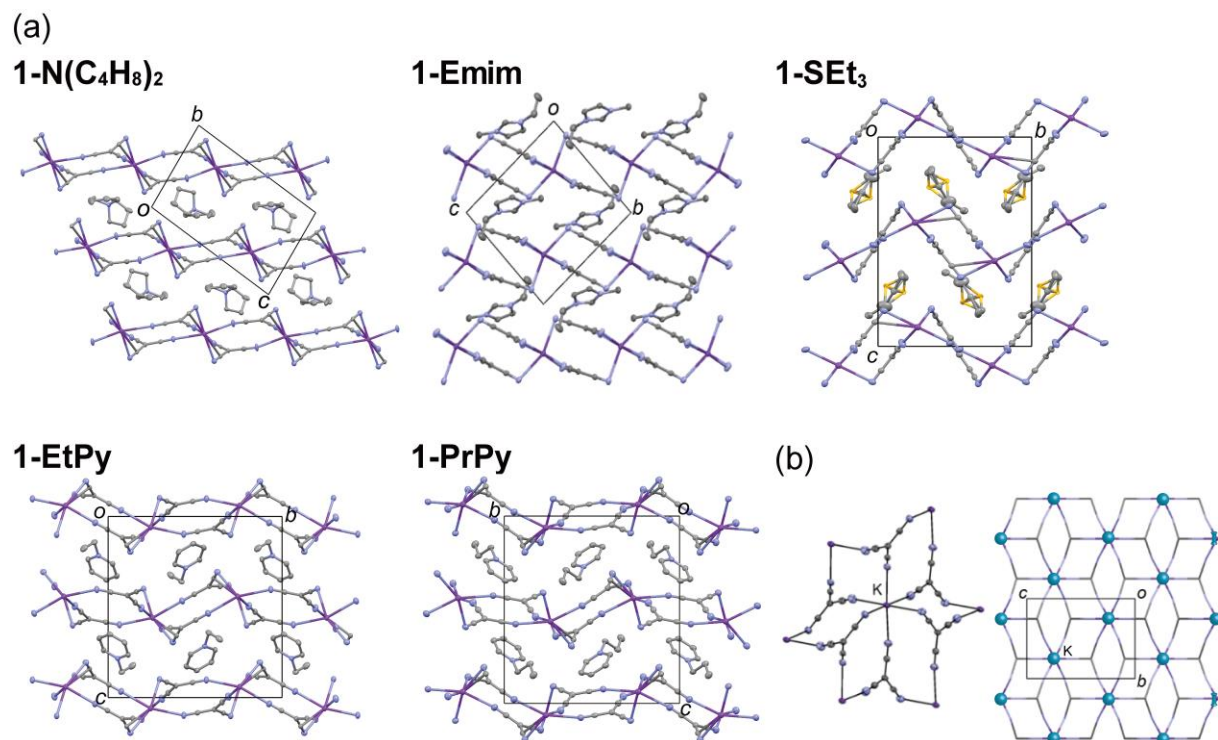 (a)
1-N(C₄H₈)₂
1-Emim
1-SEt₃
b
o
c
o
c
b
o
b
c
1-EtPy
1-PrPy
(b)
o
b
c
b
o
c
K
c
o
K
b